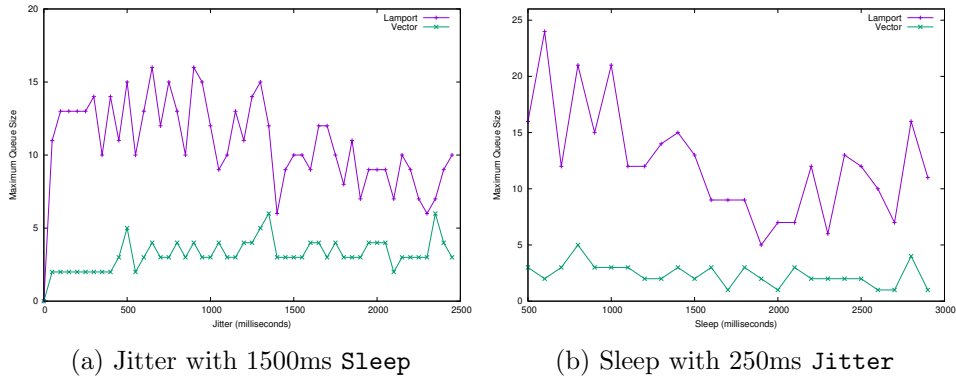 20
15
10
5
0
Maximum Queue Size
0
500
1000
1500
2000
2500
Jitter (milliseconds)
Lamport
Vector
(a) Jitter with 1500ms Sleep
25
20
15
10
5
0
Maximum Queue Size
500
1000
1500
2000
2500
3000
Sleep (milliseconds)
Lamport
Vector
(b) Sleep with 250ms Jitter